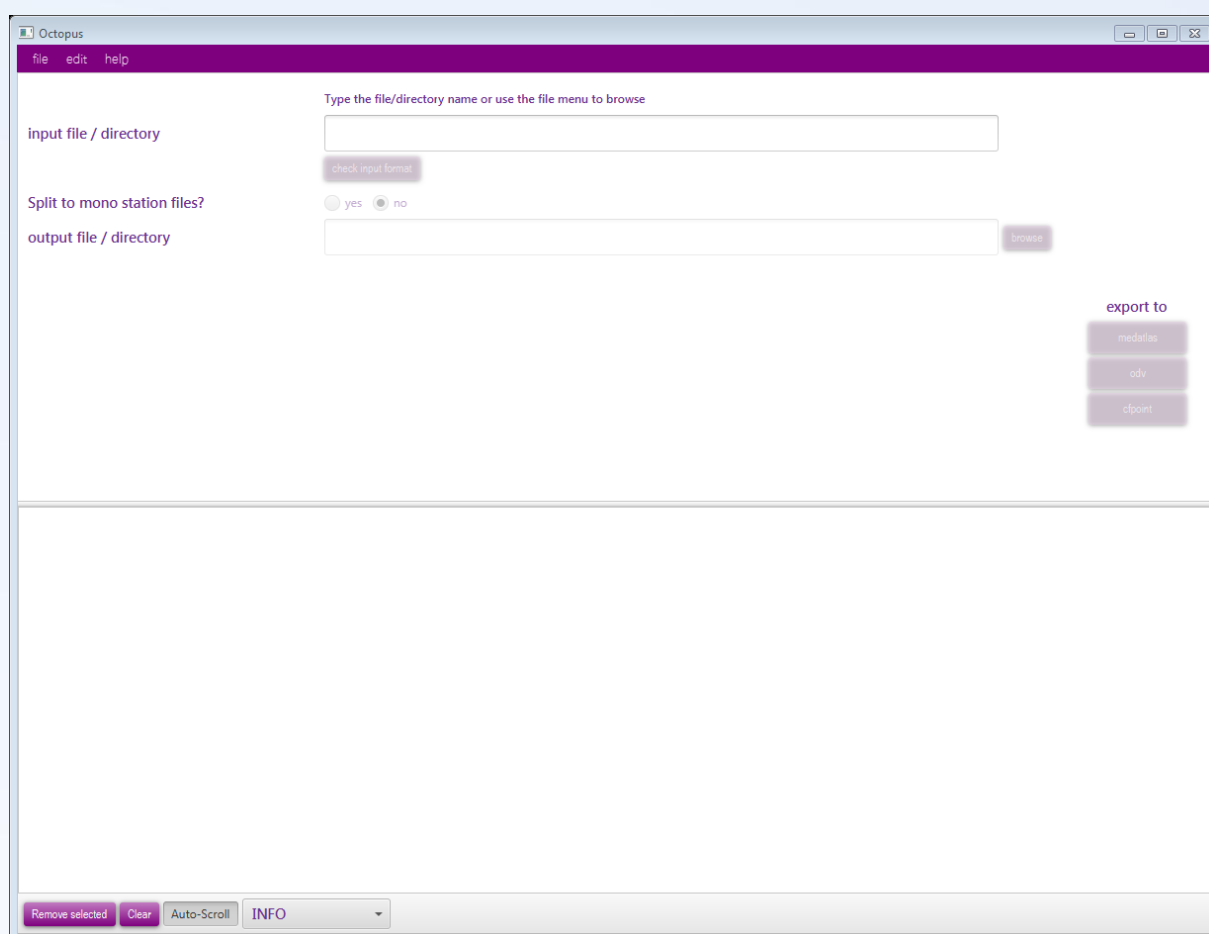 Octopus
file edit help
Type the file/directory name or use the file menu to browse
input file / directory
check input format
Split to mono station files? yes no
output file / directory browse
export to
medatlas
odv
cfpoint
Remove selected Clear Auto-Scroll INFO